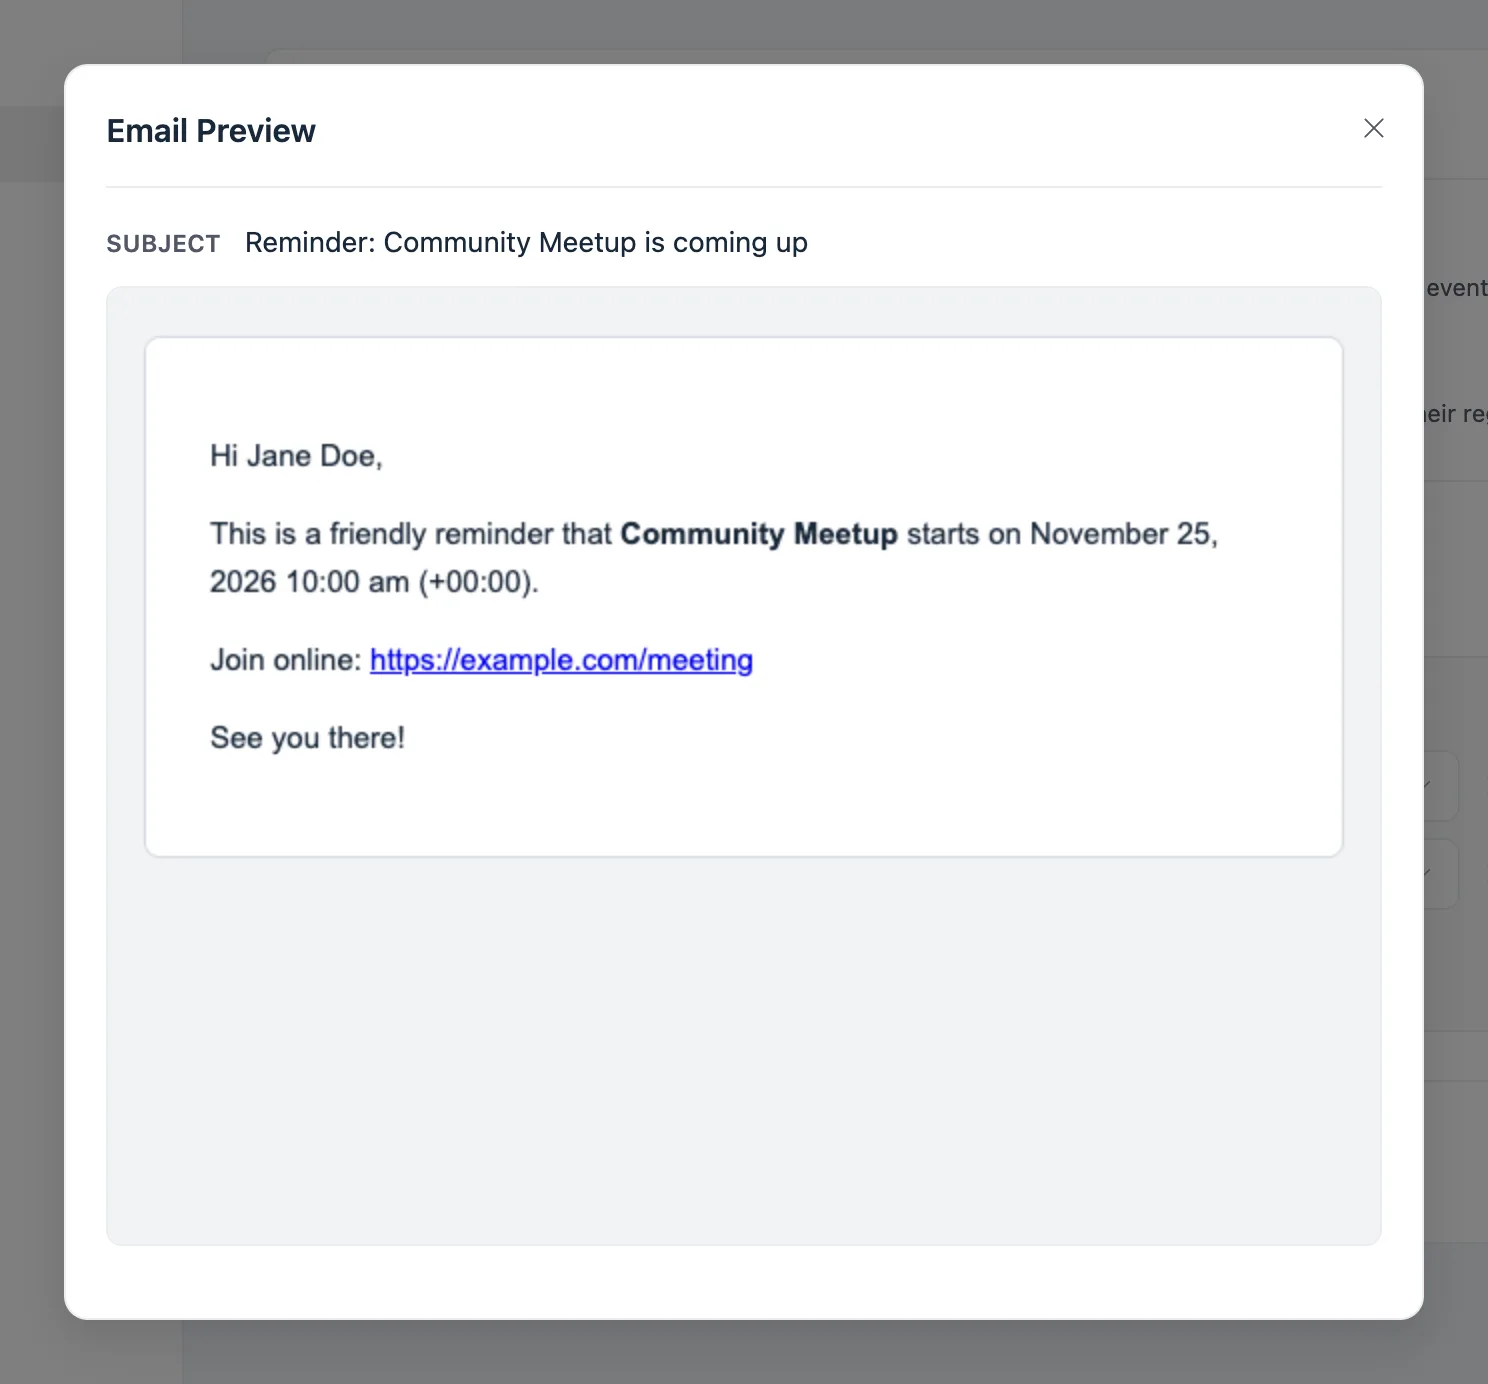 Email Preview
SUBJECT Reminder: Community Meetup is coming up
event
Hi Jane Doe,
This is a friendly reminder that Community Meetup starts on November 25,
2026 10:00 am (+00:00).
Join online: https://example.com/meeting
See you there!